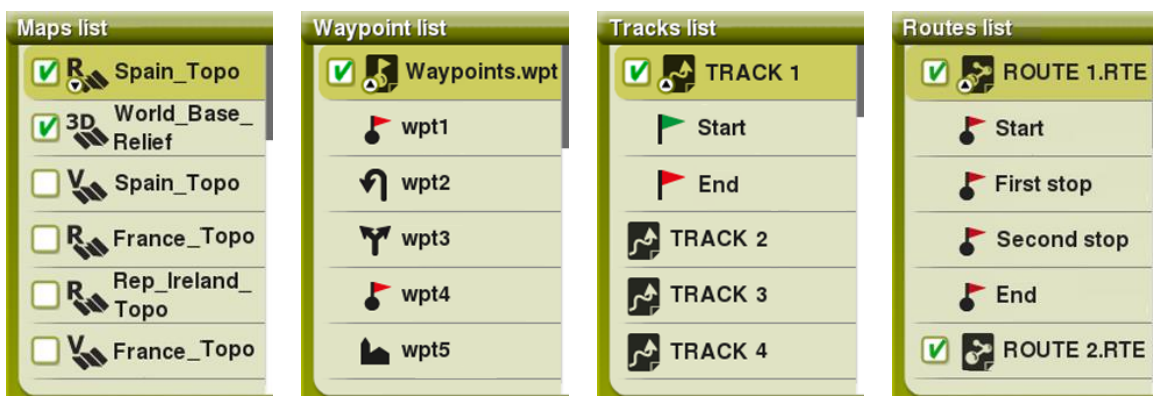 Maps list
R Spain_Topo
3D World_Base_
Relief
V Spain_Topo
R France_Topo
R Rep_Ireland_
Topo
V France_Topo
Waypoint list
Waypoints.wpt
wpt1
wpt2
wpt3
wpt4
wpt5
Tracks list
TRACK 1
Start
End
TRACK 2
TRACK 3
TRACK 4
Routes list
ROUTE 1.RTE
Start
First stop
Second stop
End
ROUTE 2.RTE